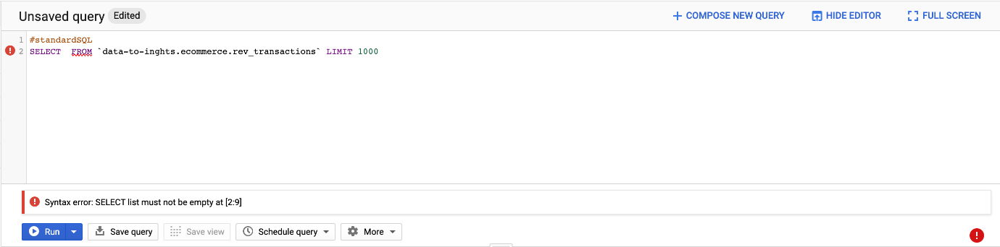 Unsaved query Edited COMPOSE NEW QUERY HIDE EDITOR FULL SCREEN
1 #standardSQL
2 SELECT  FROM `data-to-inghts.ecommerce.rev_transactions` LIMIT 1000
Syntax error: SELECT list must not be empty at [2:9]
Run Save query Save view Schedule query More